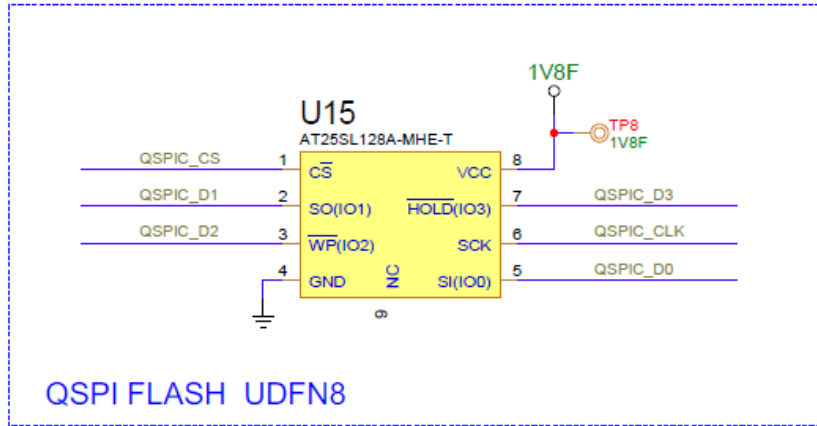 1V8F
U15
TP8
AT25SL128A-MHE-T
1V8F
QSPIC_CS 1 CS VCC 8
QSPIC_D1 2 SO(IO1) HOLD(IO3) 7 QSPIC_D3
QSPIC_D2 3 WP(IO2) SCK 6 QSPIC_CLK
4 GND NC SI(IO0) 5 QSPIC_D0
9
QSPI FLASH UDFN8